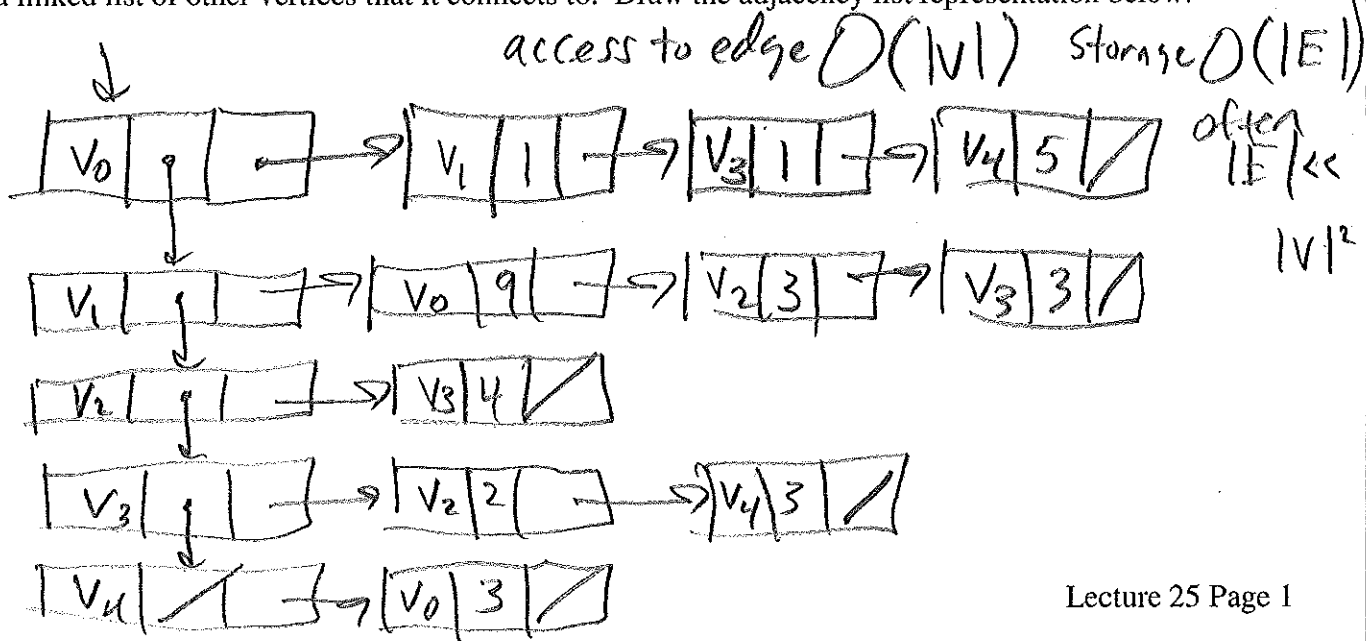 a linked list of other vertices that it connects to. Draw the adjacency list representation below.
access to edge O(|V|) Storage O(|E|)
V0 V1 1 V3 1 V4 5 often
|E| <<
|V|²
V1 V0 9 V2 3 V3 3
V2 V3 4
V3 V2 2 V4 3
V4 V0 3
Lecture 25 Page 1